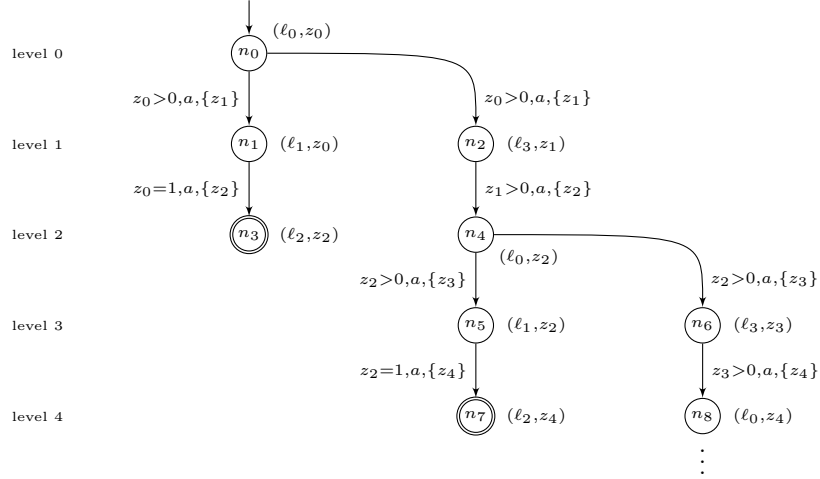 (ℓ0,z0)
level 0 n0
z0>0,a,{z1} z0>0,a,{z1}
level 1 n1 (ℓ1,z0) n2 (ℓ3,z1)
z0=1,a,{z2} z1>0,a,{z2}
level 2 n3 (ℓ2,z2) n4
(ℓ0,z2)
z2>0,a,{z3} z2>0,a,{z3}
level 3 n5 (ℓ1,z2) n6 (ℓ3,z3)
z2=1,a,{z4} z3>0,a,{z4}
level 4 n7 (ℓ2,z4) n8 (ℓ0,z4)
⋮